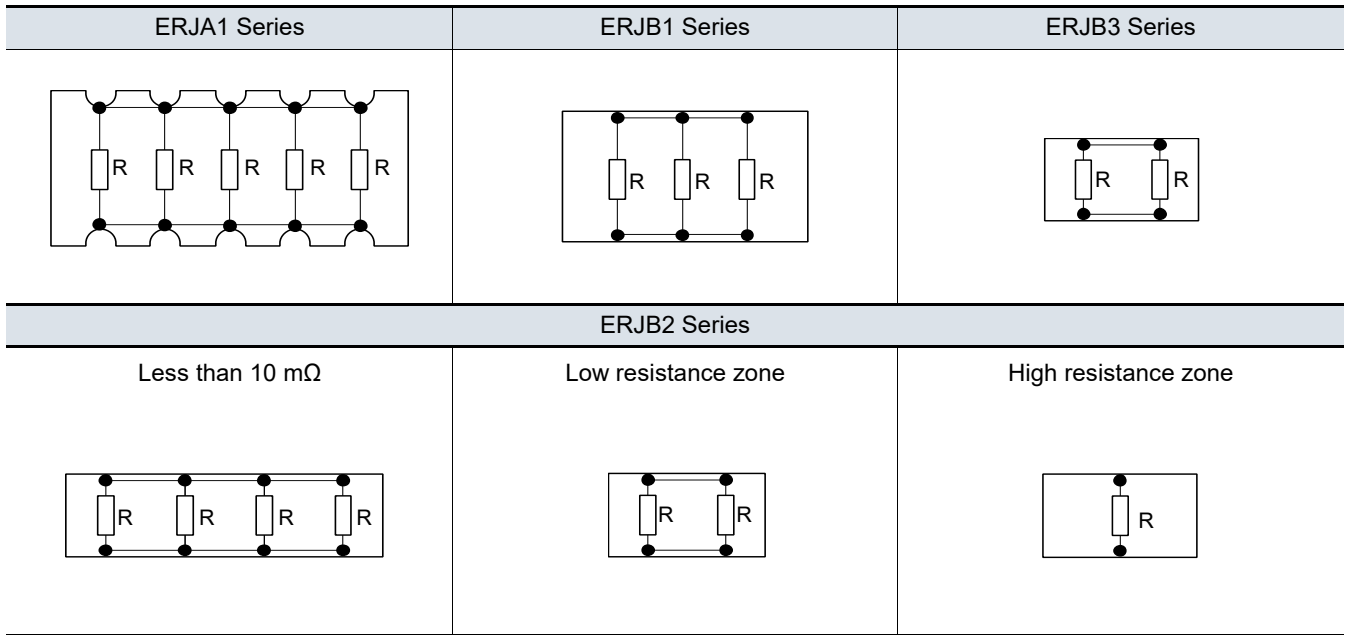 ERJA1 Series ERJB1 Series ERJB3 Series
R R R R R R R R R R
ERJB2 Series
Less than 10 mΩ Low resistance zone High resistance zone
R R R R R R R